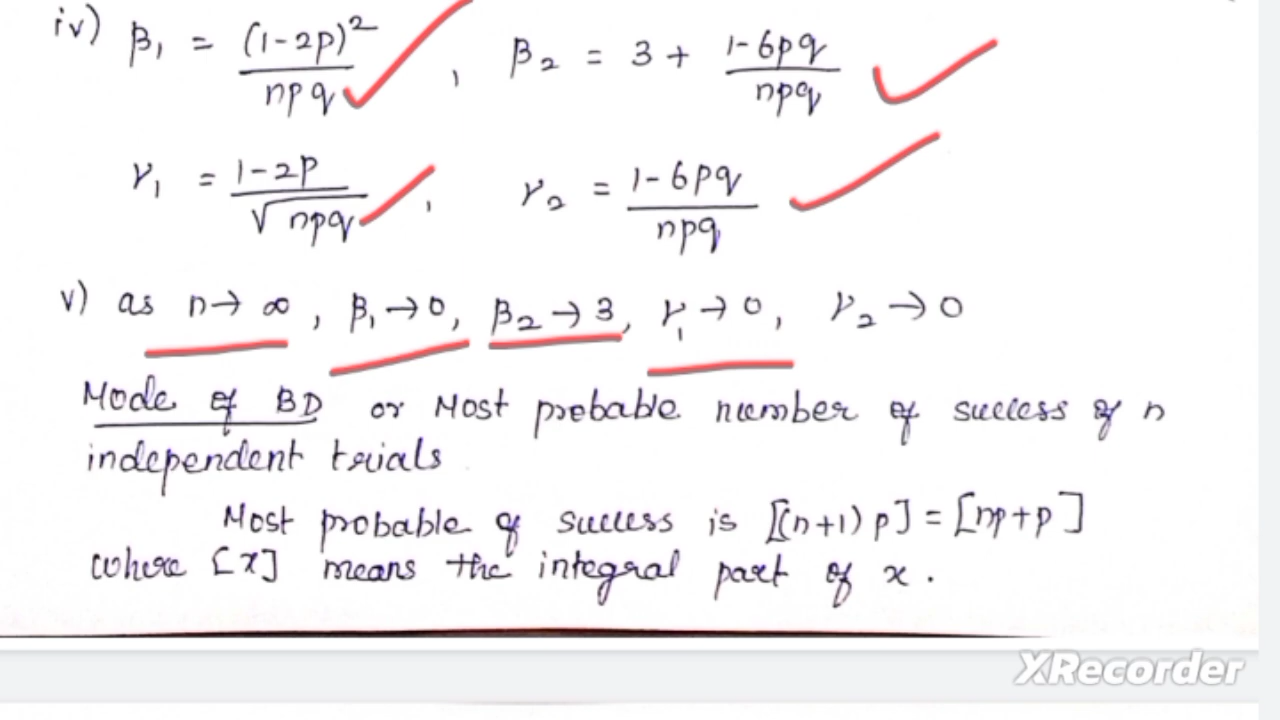 iv) β₁ = (1-2p)² / npq , β₂ = 3 + 1-6pq / npq
γ₁ = 1-2p / √npq , γ₂ = 1-6pq / npq
v) as n→ ∞ , β₁→0, β₂→3, γ₁→0, γ₂→0
Mode of BD or Most probable number of success of n
independent trials
Most probable of success is [(n+1) p] = [np+p]
where [x] means the integral part of x .
XRecorder